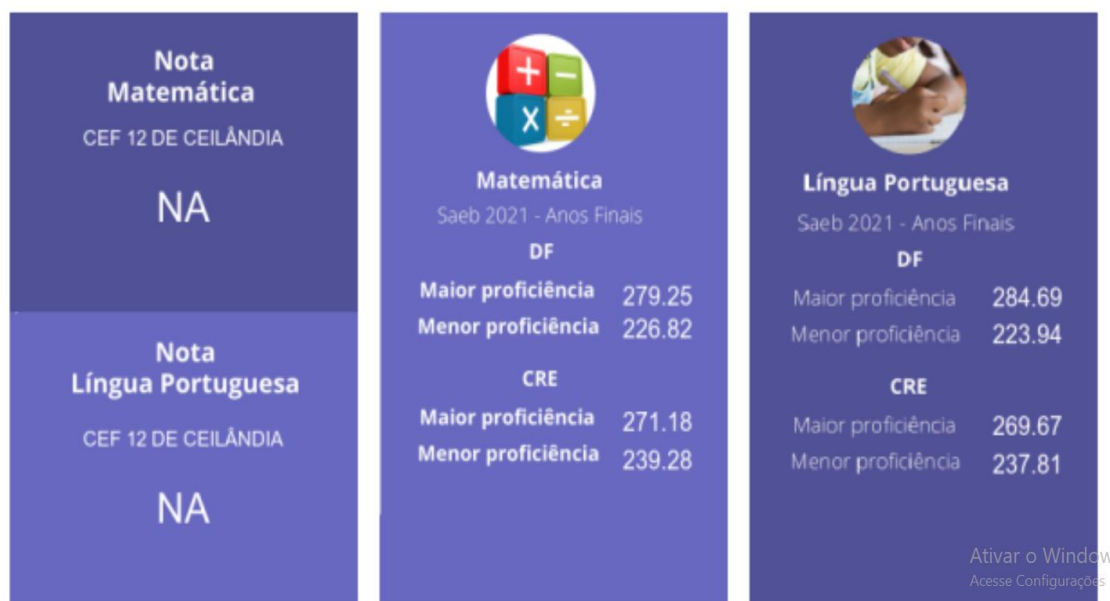 Nota
Matemática
CEF 12 DE CEILÂNDIA
NA
Nota
Língua Portuguesa
CEF 12 DE CEILÂNDIA
NA
+ −
x ÷
Matemática
Saeb 2021 - Anos Finais
DF
Maior proficiência 279.25
Menor proficiência 226.82
CRE
Maior proficiência 271.18
Menor proficiência 239.28
Língua Portuguesa
Saeb 2021 - Anos Finais
DF
Maior proficiência 284.69
Menor proficiência 223.94
CRE
Maior proficiência 269.67
Menor proficiência 237.81
Ativar o Window
Acesse Configurações